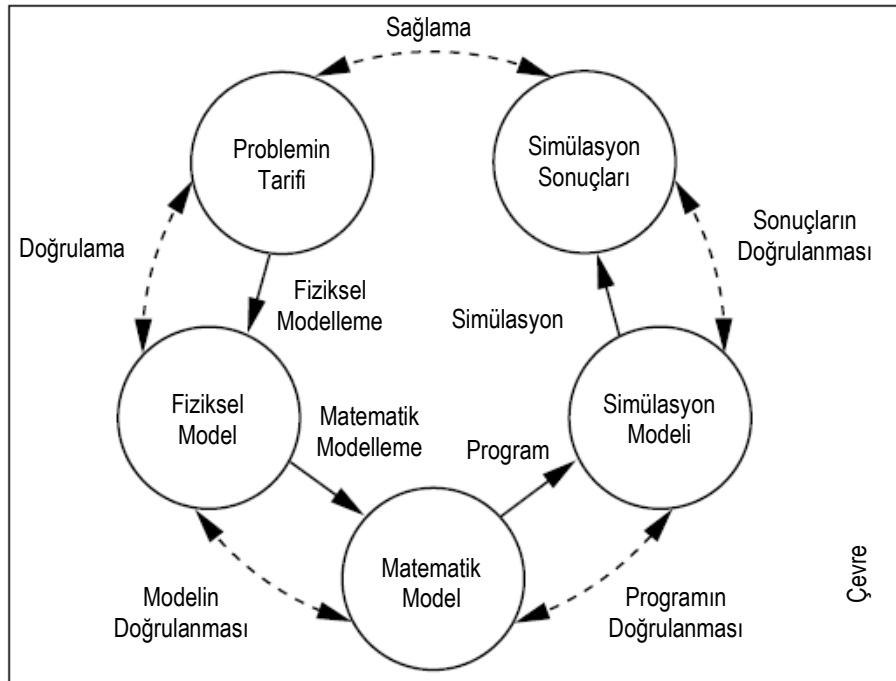 Sağlama
Problemin
Tarifi
Simülasyon
Sonuçları
Doğrulama
Sonuçların
Doğrulanması
Fiziksel
Modelleme
Simülasyon
Fiziksel
Model
Matematik
Modelleme
Program
Simülasyon
Modeli
Matematik
Model
Modelin
Doğrulanması
Programın
Doğrulanması
Çevre